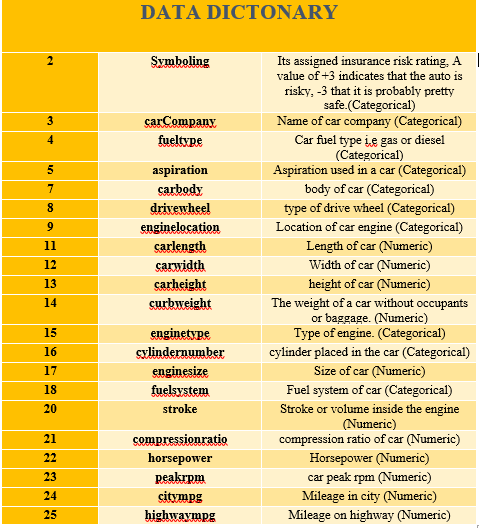 DATA DICTONARY
2 Symboling Its assigned insurance risk rating, A
value of +3 indicates that the auto is
risky, -3 that it is probably pretty
safe.(Categorical)
3 carCompany Name of car company (Categorical)
4 fueltype Car fuel type i,e gas or diesel
(Categorical)
5 aspiration Aspiration used in a car (Categorical)
7 carbody body of car (Categorical)
8 drivewheel type of drive wheel (Categorical)
9 enginelocation Location of car engine (Categorical)
11 carlength Length of car (Numeric)
12 carwidth Width of car (Numeric)
13 carheight height of car (Numeric)
14 curbweight The weight of a car without occupants
or baggage. (Numeric)
15 enginetype Type of engine. (Categorical)
16 cylindernumber cylinder placed in the car (Categorical)
17 enginesize Size of car (Numeric)
18 fuelsystem Fuel system of car (Categorical)
20 stroke Stroke or volume inside the engine
(Numeric)
21 compressionratio compression ratio of car (Numeric)
22 horsepower Horsepower (Numeric)
23 peakrpm car peak rpm (Numeric)
24 citympg Mileage in city (Numeric)
25 highwaympg Mileage on highway (Numeric)